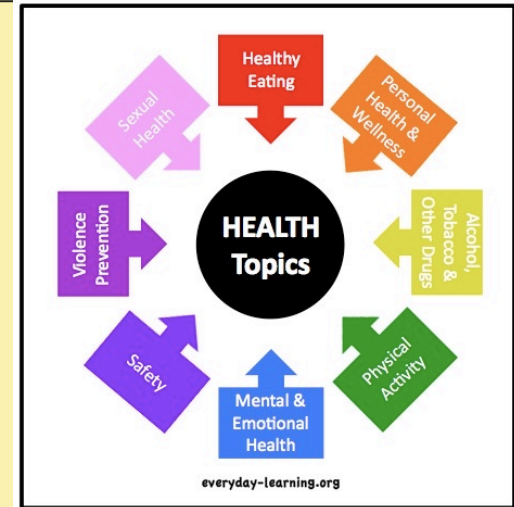 Healthy
Eating
Personal
Health &
Wellness
Alcohol,
Tobacco &
Other Drugs
Physical
Activity
Mental &
Emotional
Health
Safety
Violence
Prevention
Sexual
Health
HEALTH
Topics
everyday-learning.org